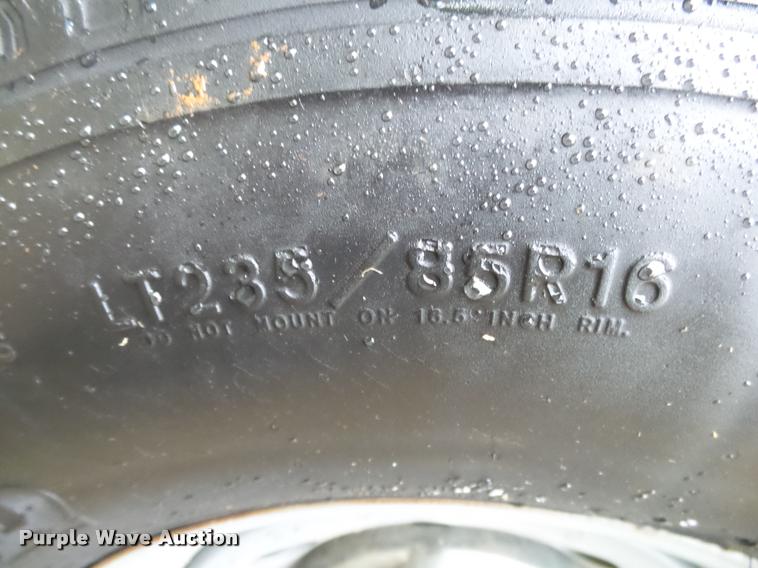 LT235/85R16
DO NOT MOUNT ON 16.5 INCH RIM.
Purple Wave Auction